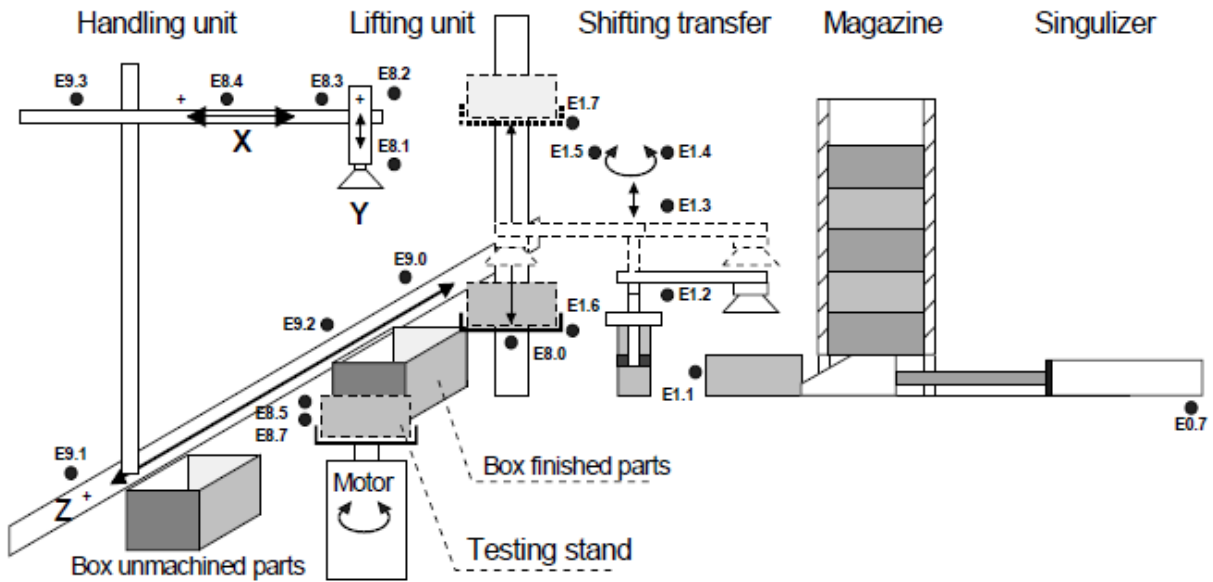 Handling unit
Lifting unit
Shifting transfer
Magazine
Singulizer
E9.3
+
E8.4
E8.3
E8.2
+
X
E8.1
Y
E1.7
E1.5
E1.4
E1.3
E9.0
E1.2
E1.6
E9.2
E8.0
E1.1
E0.7
E8.5
E8.7
E9.1
Z +
Box finished parts
Motor
Testing stand
Box unmachined parts